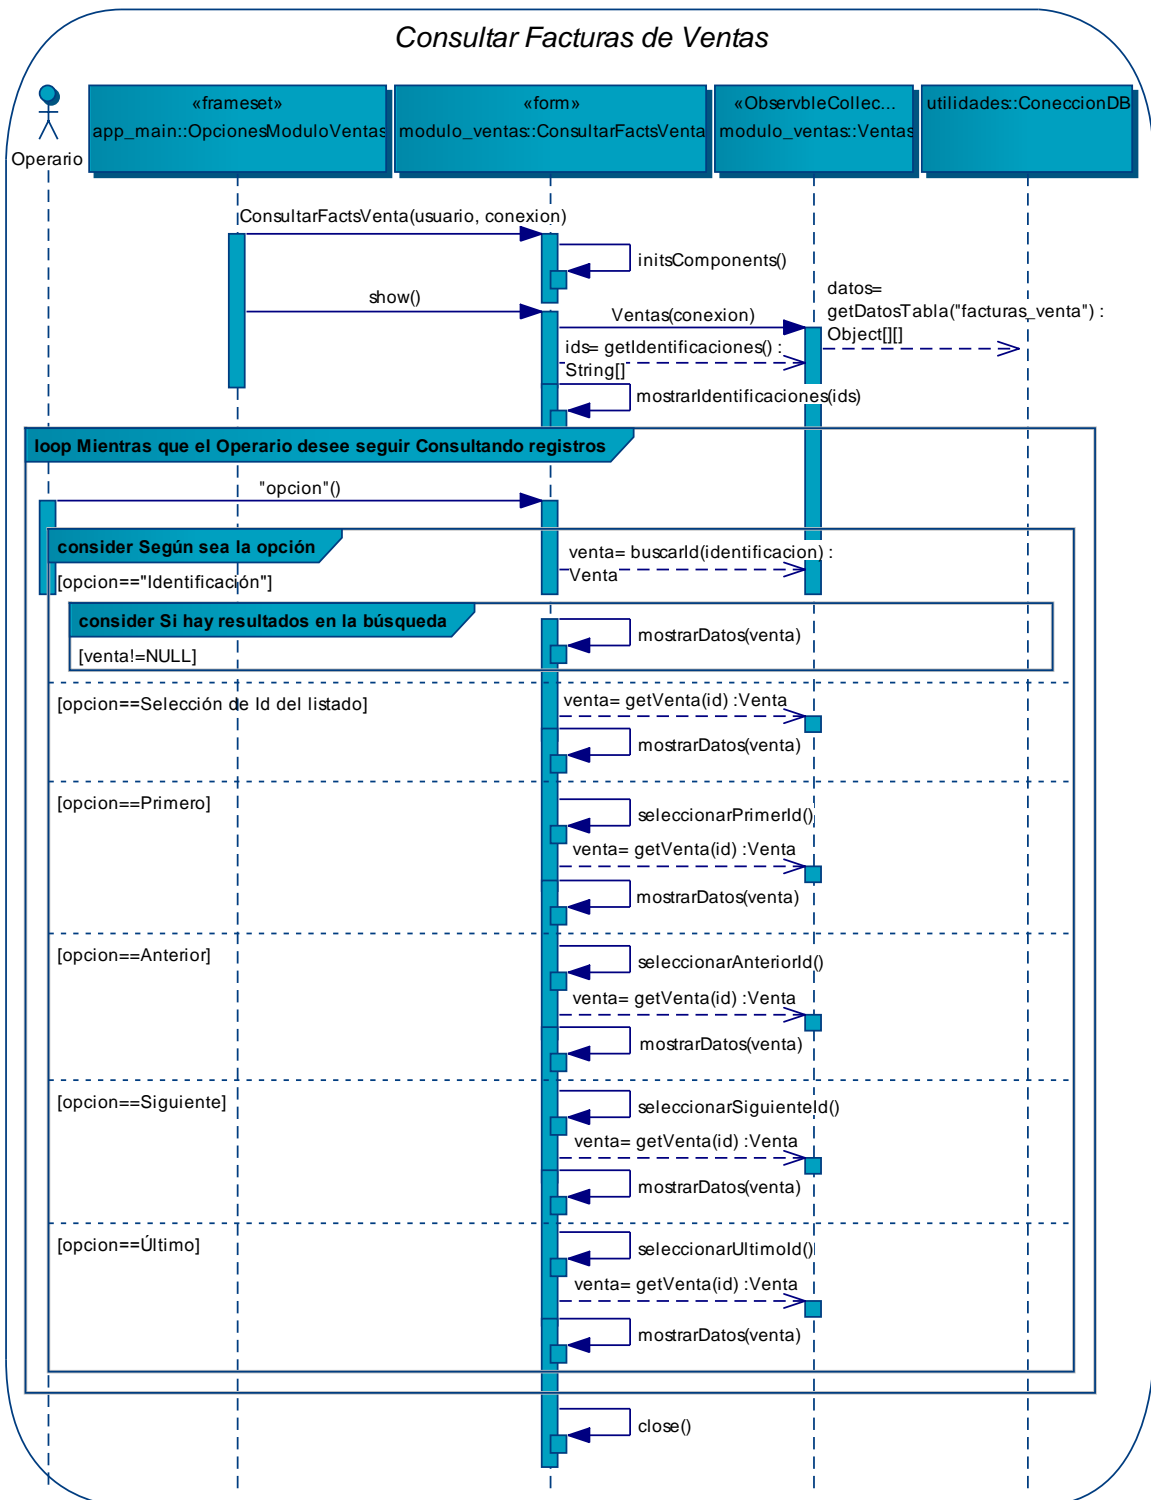 Consultar Facturas de Ventas
Operario
«frameset»
app_main::OpcionesModuloVentas
«form»
modulo_ventas::ConsultarFactsVenta
«ObservbleCollec...
modulo_ventas::Ventas
utilidades::ConeccionDB
ConsultarFactsVenta(usuario, conexion)
initsComponents()
show()
Ventas(conexion)
datos=
getDatosTabla("facturas_venta") :
Object[][]
ids= getIdentificaciones() :
String[]
mostrarIdentificaciones(ids)
loop Mientras que el Operario desee seguir Consultando registros
"opcion"()
consider Según sea la opción
[opcion=="Identificación"]
venta= buscarId(identificacion) :
Venta
consider Si hay resultados en la búsqueda
[venta!=NULL]
mostrarDatos(venta)
[opcion==Selección de Id del listado]
venta= getVenta(id) :Venta
mostrarDatos(venta)
[opcion==Primero]
seleccionarPrimerId()
venta= getVenta(id) :Venta
mostrarDatos(venta)
[opcion==Anterior]
seleccionarAnteriorId()
venta= getVenta(id) :Venta
mostrarDatos(venta)
[opcion==Siguiente]
seleccionarSiguienteId()
venta= getVenta(id) :Venta
mostrarDatos(venta)
[opcion==Último]
seleccionarUltimoId()
venta= getVenta(id) :Venta
mostrarDatos(venta)
close()